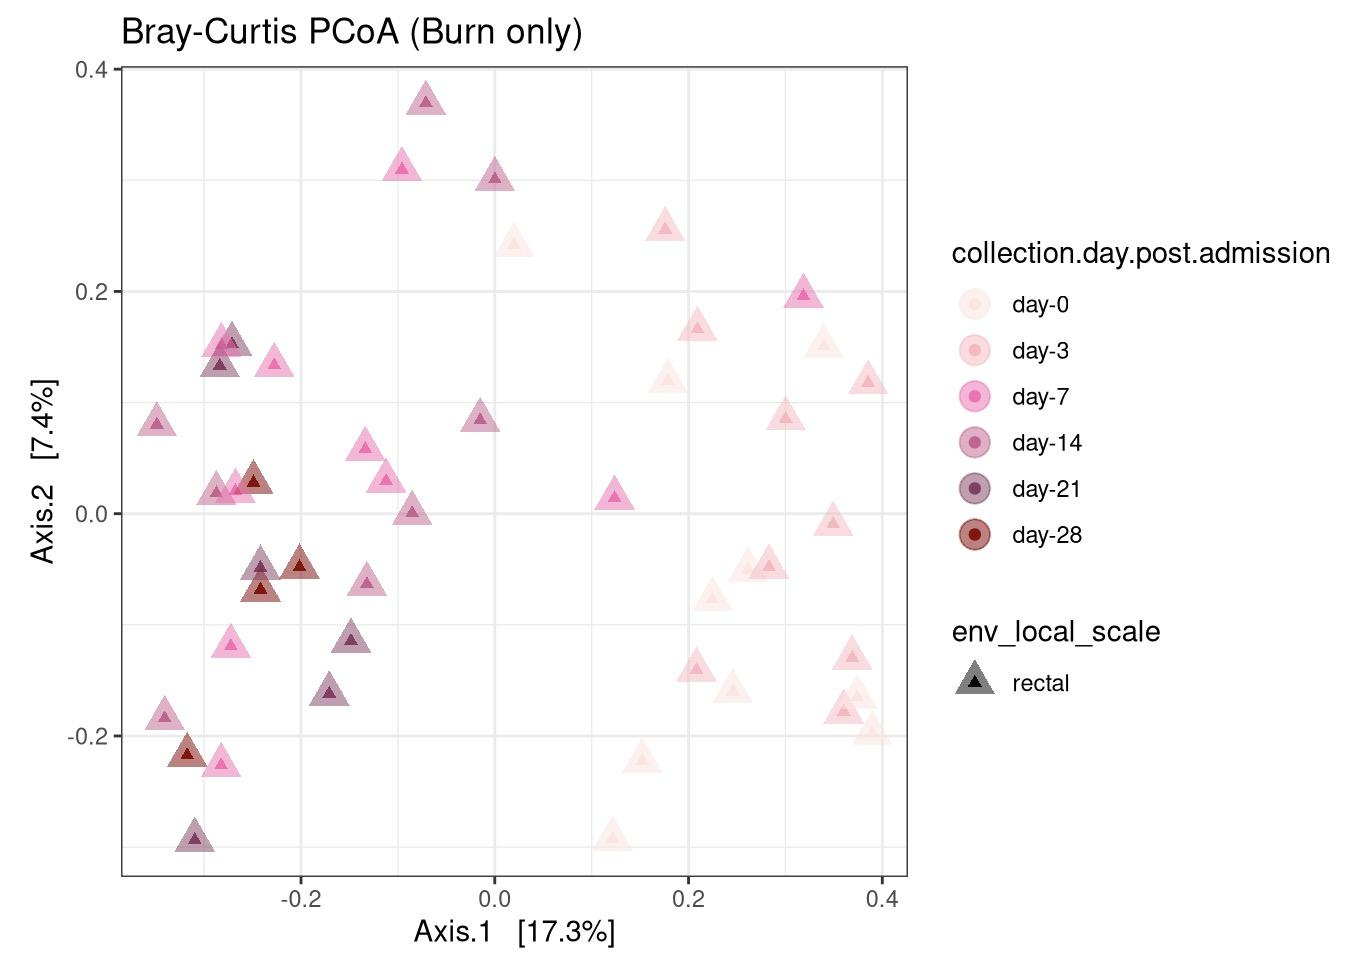 Bray-Curtis PCoA (Burn only)
0.4
0.2
0.0
-0.2
Axis.2 [7.4%]
-0.2
0.0
0.2
0.4
Axis.1 [17.3%]
collection.day.post.admission
day-0
day-3
day-7
day-14
day-21
day-28
env_local_scale
rectal